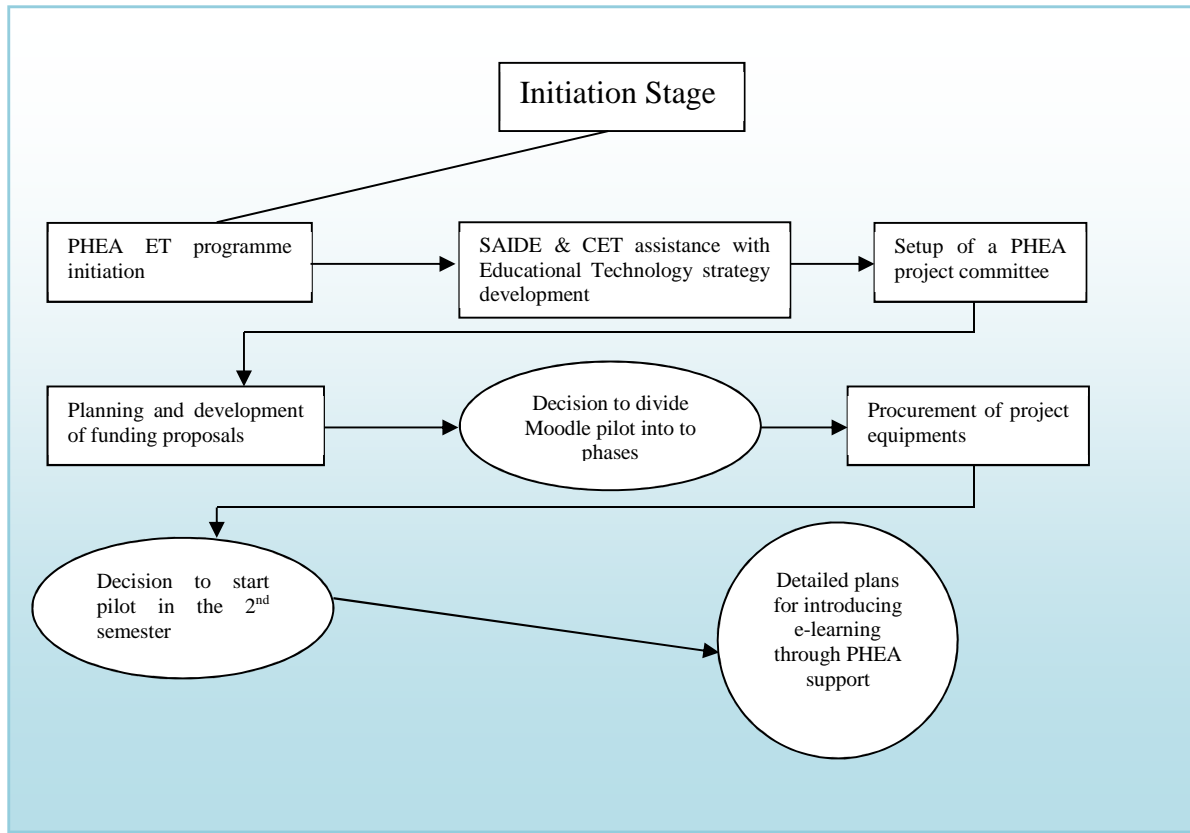 Initiation Stage
PHEA ET programme
initiation
SAIDE & CET assistance with
Educational Technology strategy
development
Setup of a PHEA
project committee
Planning and development
of funding proposals
Decision to divide
Moodle pilot into to
phases
Procurement of project
equipments
Decision to start
pilot in the 2nd
semester
Detailed plans
for introducing
e-learning
through PHEA
support